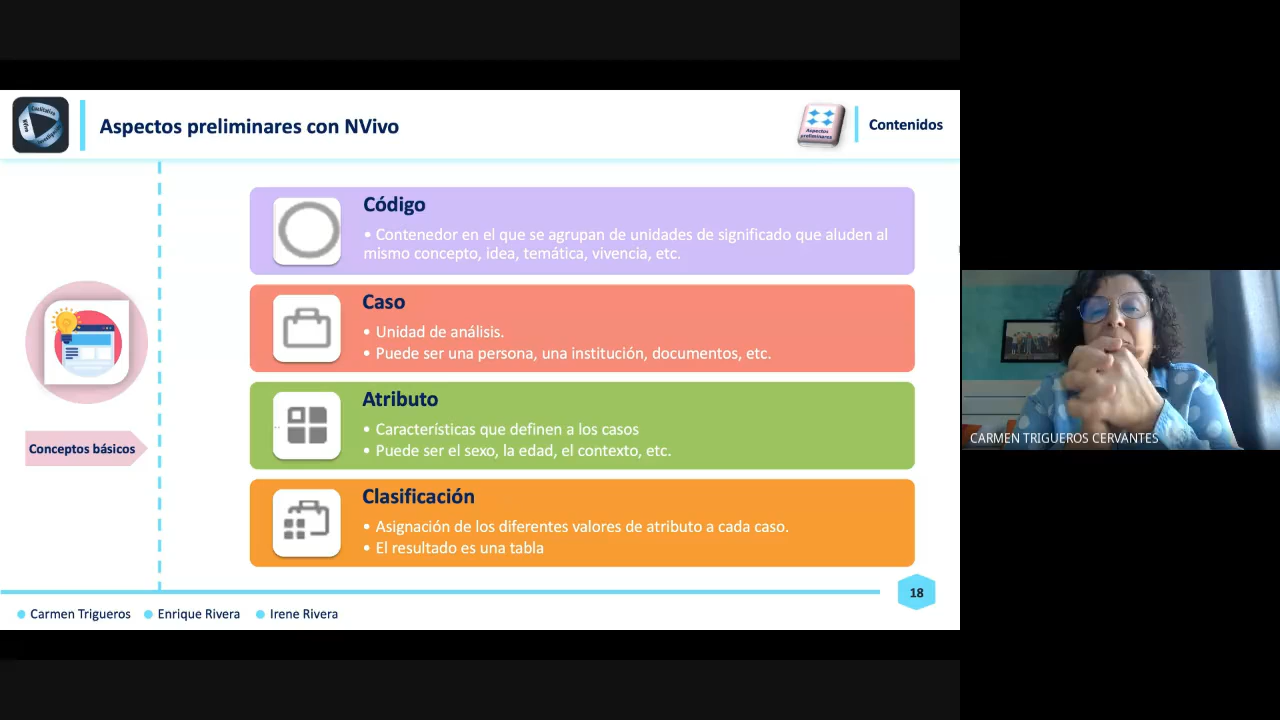 Aspectos preliminares con NVivo
Aspectos
preliminares
Contenidos
Código
• Contenedor en el que se agrupan de unidades de significado que aluden al
mismo concepto, idea, temática, vivencia, etc.
Caso
• Unidad de análisis.
• Puede ser una persona, una institución, documentos, etc.
Conceptos básicos
Atributo
• Características que definen a los casos
• Puede ser el sexo, la edad, el contexto, etc.
Clasificación
• Asignación de los diferentes valores de atributo a cada caso.
• El resultado es una tabla
18
Carmen Trigueros
Enrique Rivera
Irene Rivera
CARMEN TRIGUEROS CERVANTES